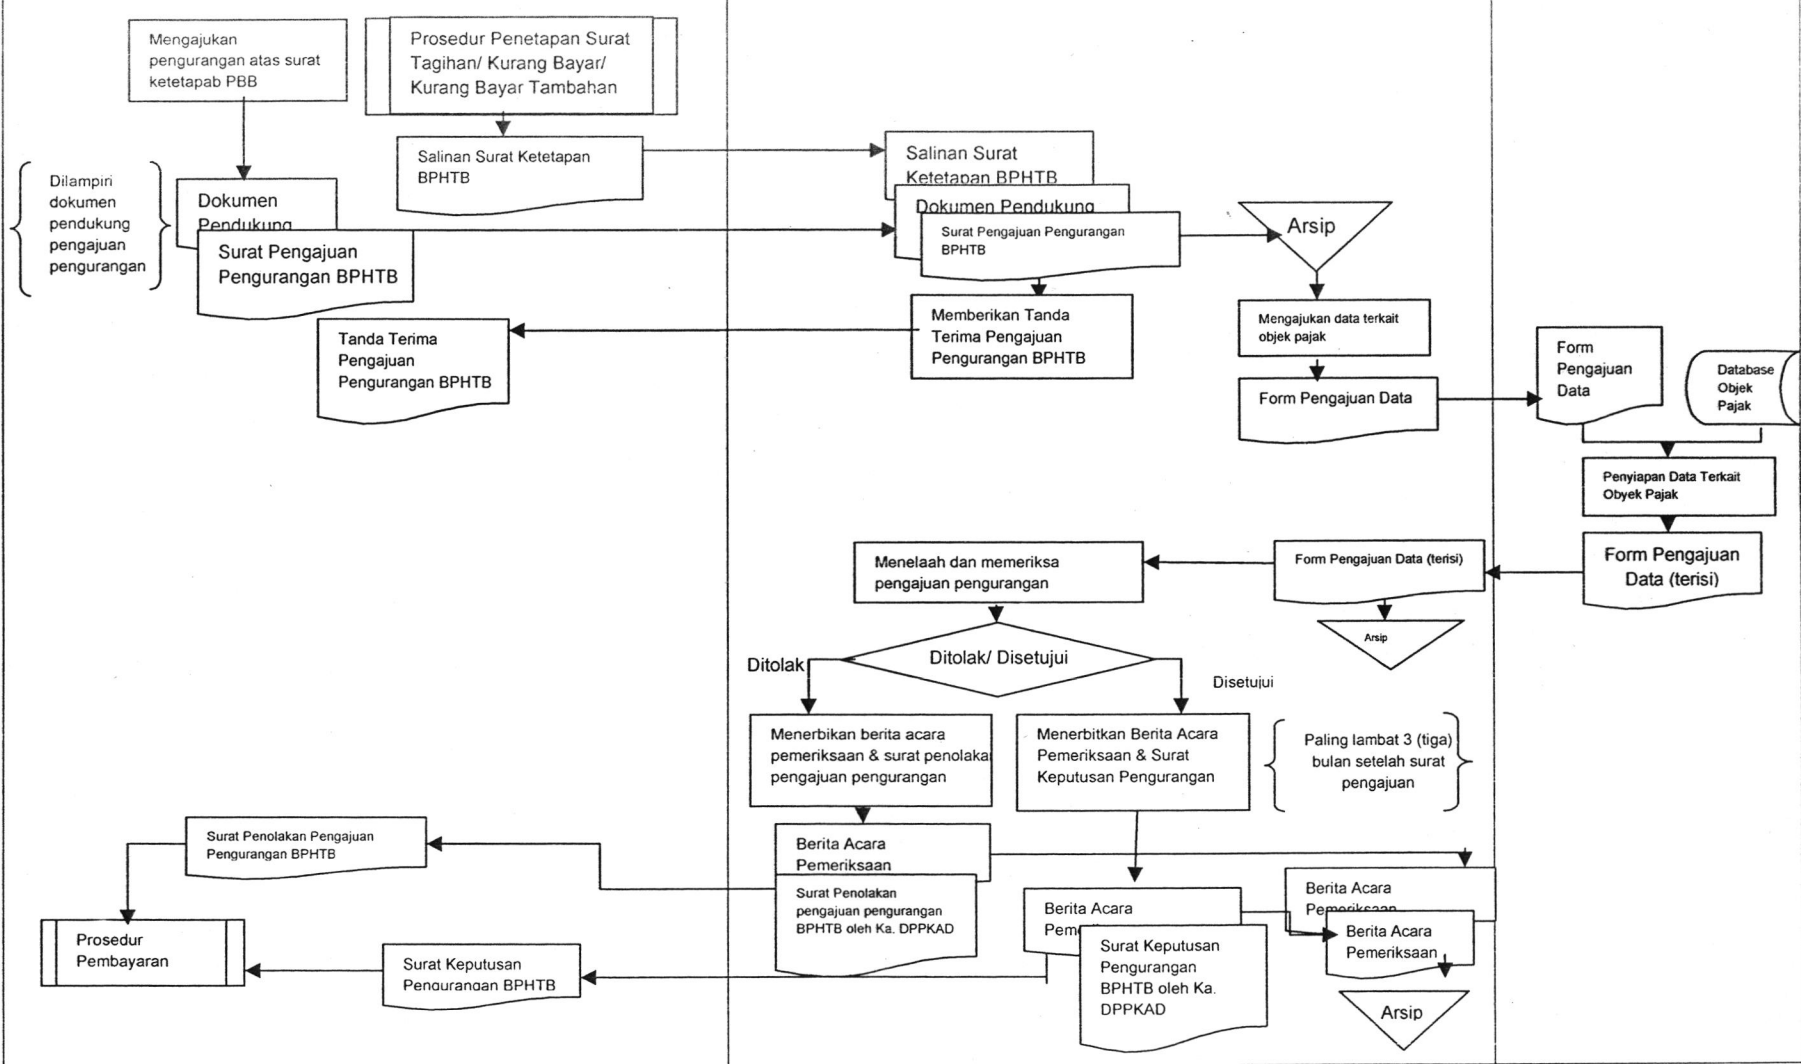 Mengajukan
pengurangan atas surat
ketetapab PBB
Prosedur Penetapan Surat
Tagihan/ Kurang Bayar/
Kurang Bayar Tambahan
Salinan Surat Ketetapan
BPHTB
Dilampiri
dokumen
pendukung
pengajuan
pengurangan
Dokumen
Pendukung
Surat Pengajuan
Pengurangan BPHTB
Salinan Surat
Ketetapan BPHTB
Dokumen Pendukung
Surat Pengajuan Pengurangan
BPHTB
Arsip
Memberikan Tanda
Terima Pengajuan
Pengurangan BPHTB
Tanda Terima
Pengajuan
Pengurangan BPHTB
Mengajukan data terkait
objek pajak
Form Pengajuan Data
Form
Pengajuan
Data
Database
Objek
Pajak
Penyiapan Data Terkait
Obyek Pajak
Form Pengajuan
Data (terisi)
Form Pengajuan Data (terisi)
Arsip
Menelaah dan memeriksa
pengajuan pengurangan
Ditolak/ Disetujui
Ditolak
Disetujui
Menerbikan berita acara
pemeriksaan & surat penolakan
pengajuan pengurangan
Menerbitkan Berita Acara
Pemeriksaan & Surat
Keputusan Pengurangan
Paling lambat 3 (tiga)
bulan setelah surat
pengajuan
Surat Penolakan Pengajuan
Pengurangan BPHTB
Berita Acara
Pemeriksaan
Surat Penolakan
pengajuan pengurangan
BPHTB oleh Ka. DPPKAD
Berita Acara
Surat Keputusan
Pengurangan
BPHTB oleh Ka.
DPPKAD
Berita Acara
Pemeriksaan
Berita Acara
Pemeriksaan
Arsip
Prosedur
Pembayaran
Surat Keputusan
Pengurangan BPHTB